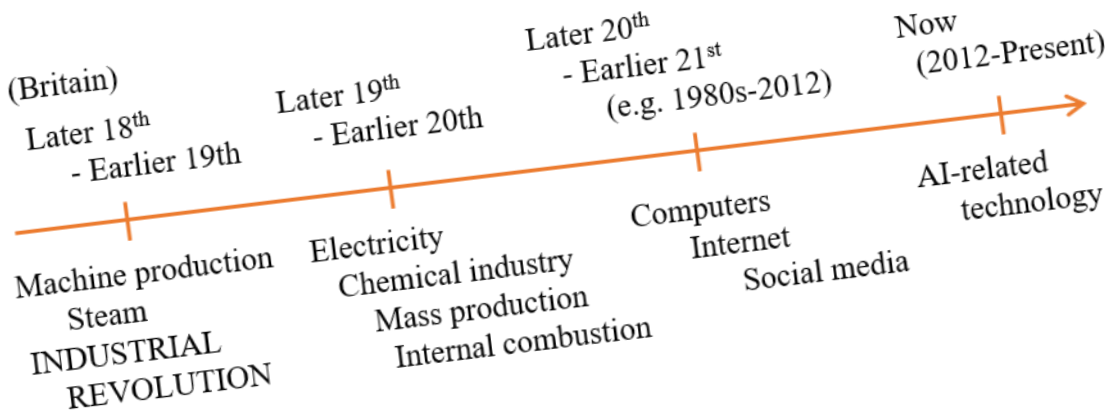 (Britain)
Later 18th
- Earlier 19th
Machine production
Steam
INDUSTRIAL
REVOLUTION
Later 19th
- Earlier 20th
Electricity
Chemical industry
Mass production
Internal combustion
Later 20th
- Earlier 21st
(e.g. 1980s-2012)
Computers
Internet
Social media
Now
(2012-Present)
AI-related
technology